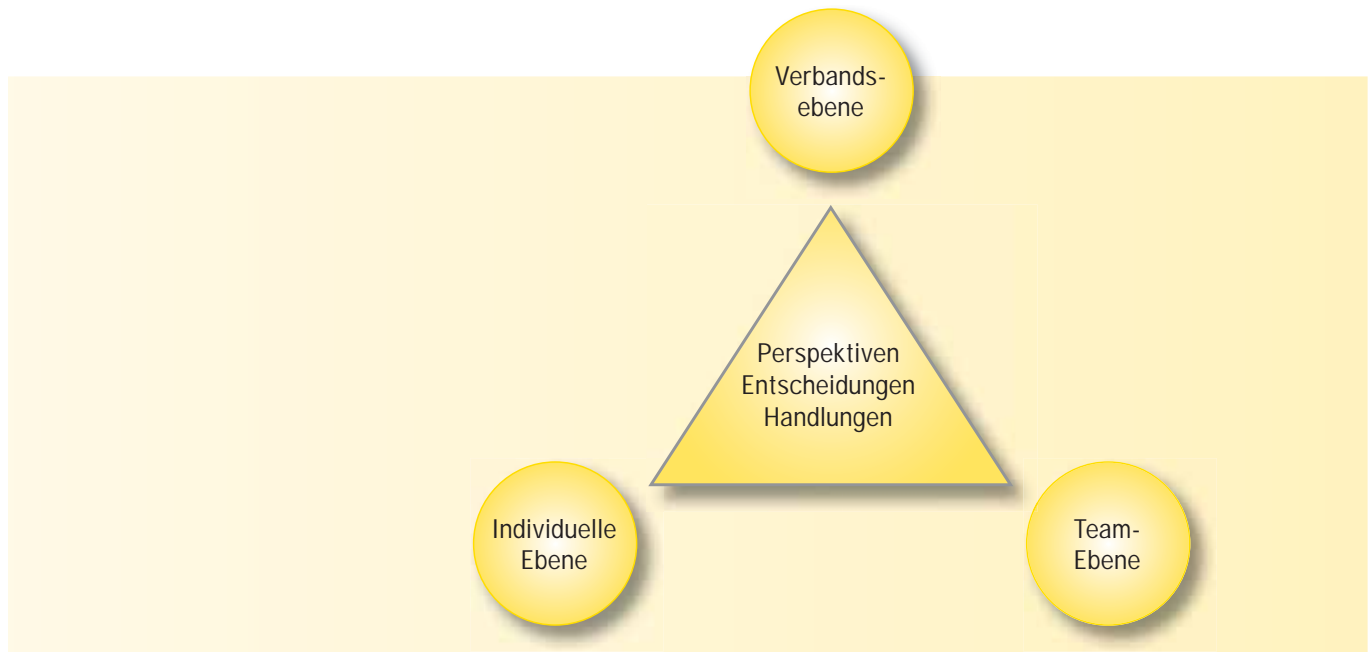 Verbands-
ebene
Perspektiven
Entscheidungen
Handlungen
Individuelle
Ebene
Team-
Ebene